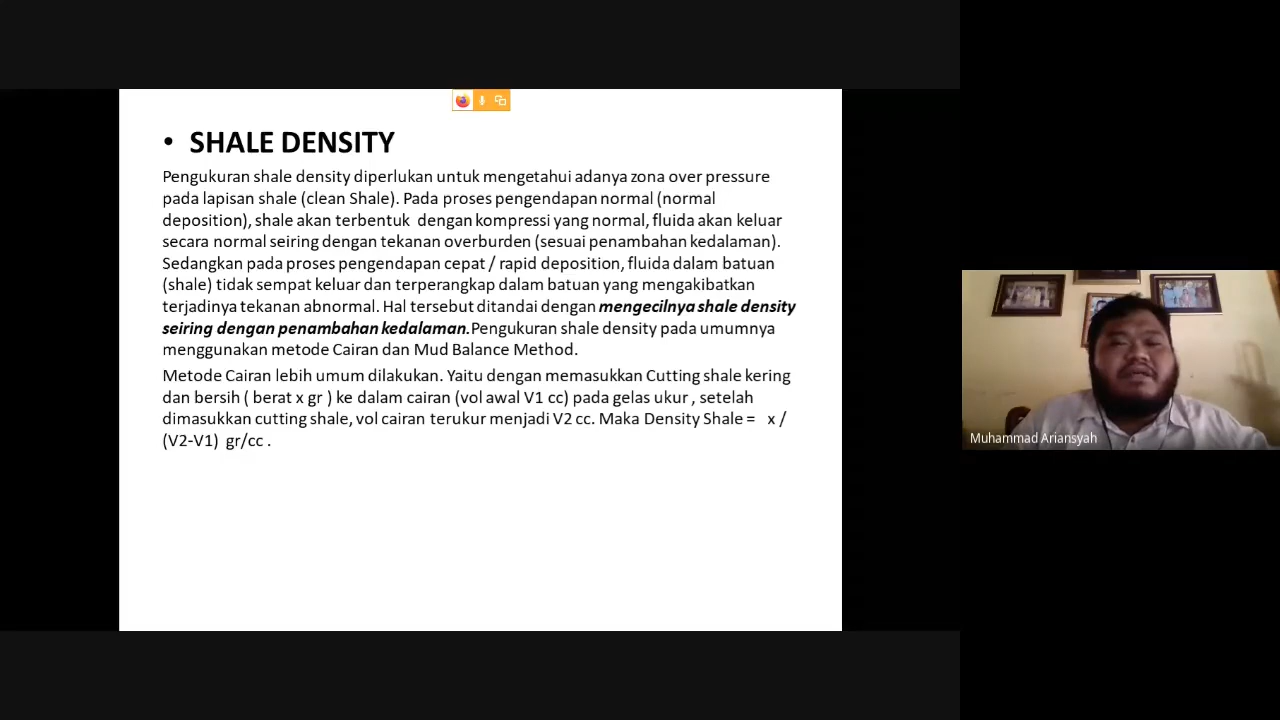 • SHALE DENSITY
Pengukuran shale density diperlukan untuk mengetahui adanya zona over pressure
pada lapisan shale (clean Shale). Pada proses pengendapan normal (normal
deposition), shale akan terbentuk dengan kompressi yang normal, fluida akan keluar
secara normal seiring dengan tekanan overburden (sesuai penambahan kedalaman).
Sedangkan pada proses pengendapan cepat / rapid deposition, fluida dalam batuan
(shale) tidak sempat keluar dan terperangkap dalam batuan yang mengakibatkan
terjadinya tekanan abnormal. Hal tersebut ditandai dengan mengecilnya shale density
seiring dengan penambahan kedalaman.Pengukuran shale density pada umumnya
menggunakan metode Cairan dan Mud Balance Method.
Metode Cairan lebih umum dilakukan. Yaitu dengan memasukkan Cutting shale kering
dan bersih ( berat x gr ) ke dalam cairan (vol awal V1 cc) pada gelas ukur , setelah
dimasukkan cutting shale, vol cairan terukur menjadi V2 cc. Maka Density Shale = x /
(V2-V1) gr/cc .
Muhammad Ariansyah